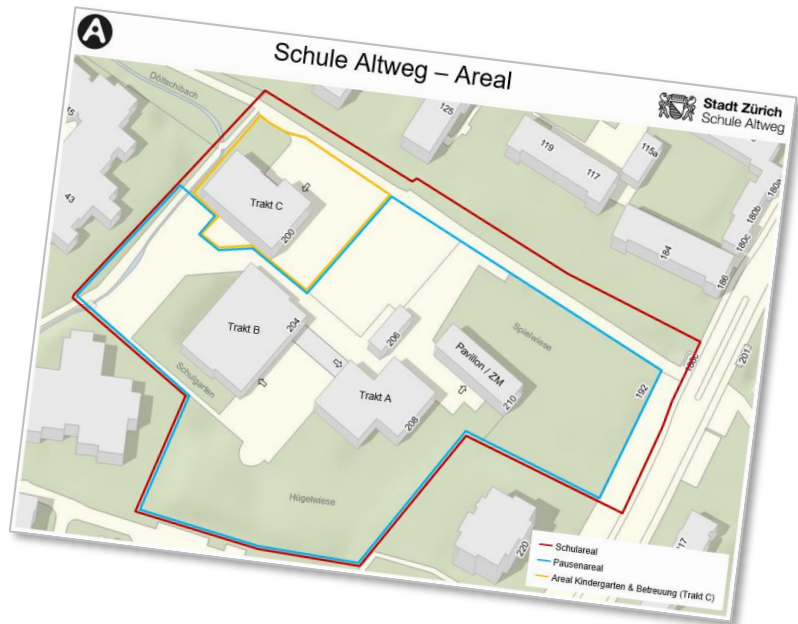 A
Schule Altweg – Areal
Stadt Zürich
Schule Altweg
Döltschibach
125
119
117
115a
180a
180b
180c
184
186
201
43
Trakt C
200
Trakt B
204
206
Spielwiese
Pavillon / ZM
192
210
Schulgarten
Trakt A
208
Hügelwiese
220
Schulareal
Pausenareal
Areal Kindergarten & Betreuung (Trakt C)